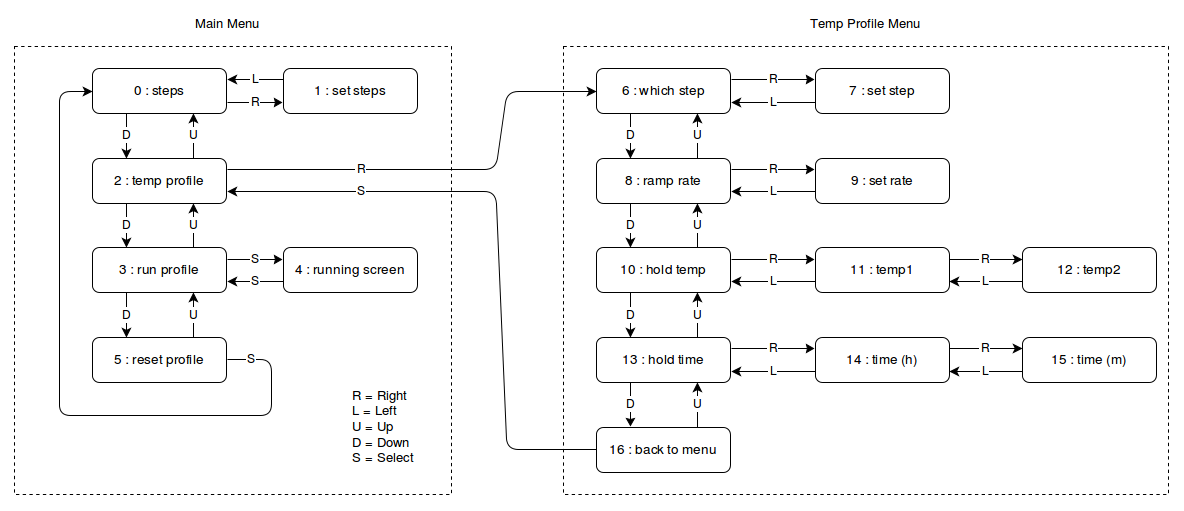 Main Menu
Temp Profile Menu
0 : steps
L
R
1 : set steps
6 : which step
R
L
7 : set step
D
U
D
U
2 : temp profile
R
S
8 : ramp rate
R
L
9 : set rate
D
U
D
U
3 : run profile
S
S
4 : running screen
10 : hold temp
R
L
11 : temp1
R
L
12 : temp2
D
U
D
U
5 : reset profile
S
13 : hold time
R
L
14 : time (h)
R
L
15 : time (m)
D
U
R = Right
L = Left
U = Up
D = Down
S = Select
16 : back to menu